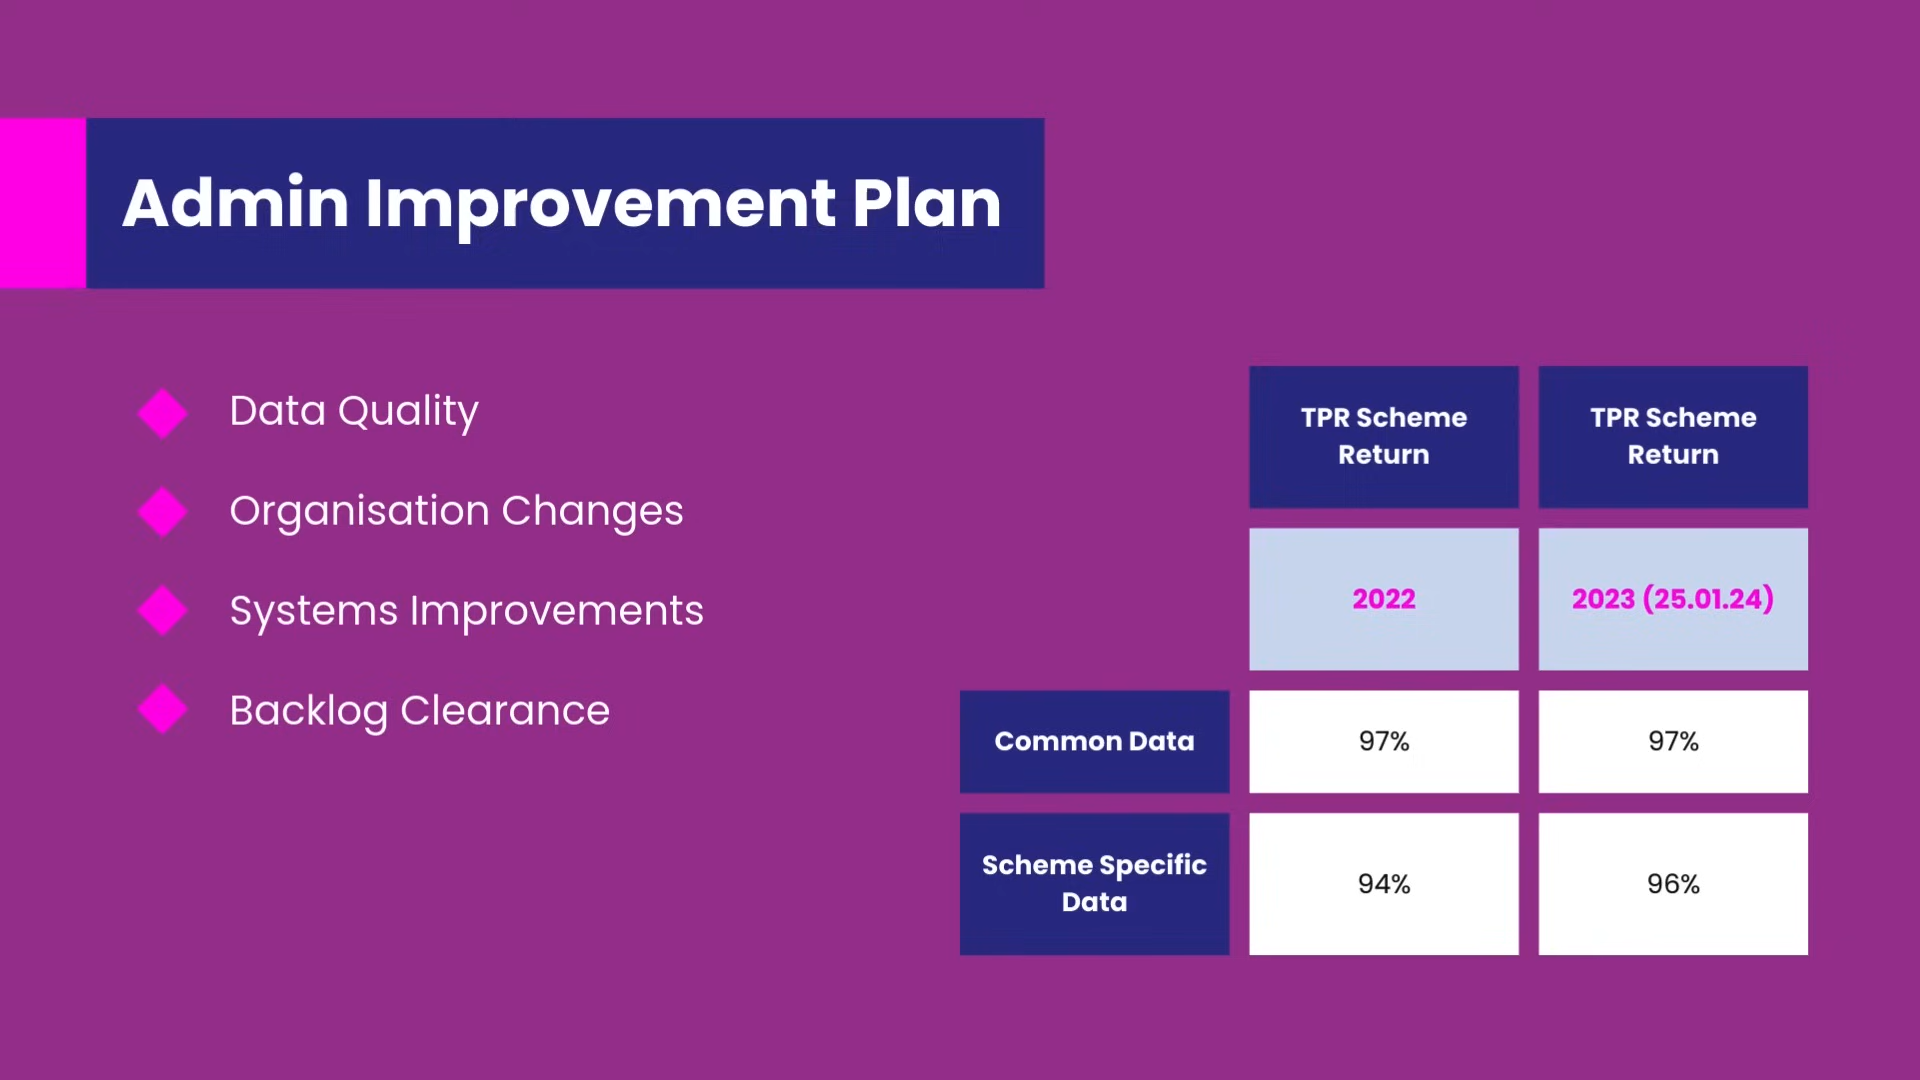 Admin Improvement Plan
Data Quality
Organisation Changes
Systems Improvements
Backlog Clearance
TPR Scheme
Return
TPR Scheme
Return
2022
2023 (25.01.24)
Common Data
97%
97%
Scheme Specific
Data
94%
96%